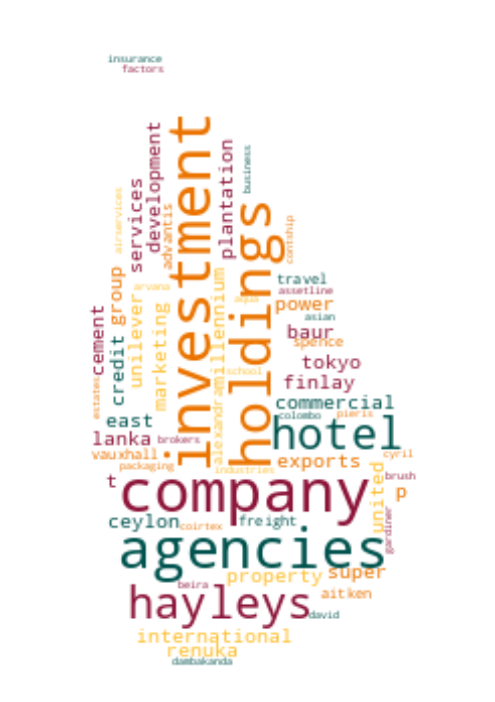 insurance
factors
investment
holdings
development
services
plantation
business
advantis
airservices
contship
group
unilever
marketing
arvana
millennium
aqua
travel
assetline
power
asian
baur
spence
cement
credit
estates
alexandra
school
tokyo
finlay
commercial
colombo
pieris
east
lanka
brokers
hotel
vauxhall
packaging
industries
exports
cyril
t
company
united
brush
p
gardiner
ceylon
coirtex
freight
agencies
beira
property
super
hayleys
aitken
david
international
renuka
dambakanda